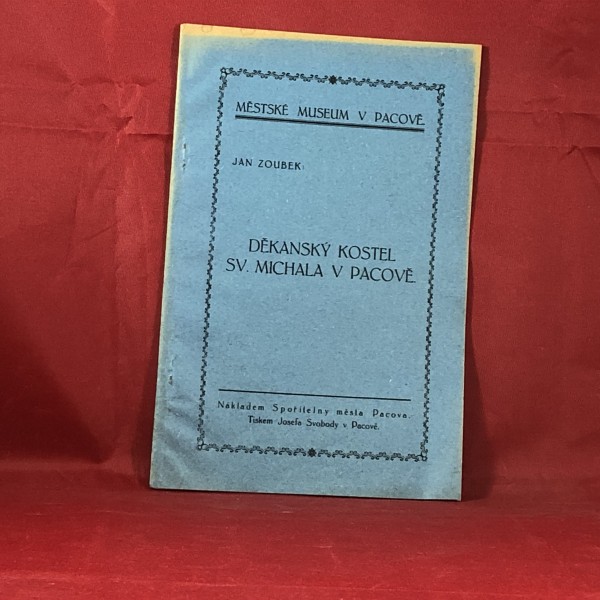 MĚSTSKÉ MUSEUM V PACOVĚ.
JAN ZOUBEK:
DĚKANSKÝ KOSTEL
SV. MICHALA V PACOVĚ.
Nákladem Spořitelny města Pacova.
Tiskem Josefa Svobody v Pacově.